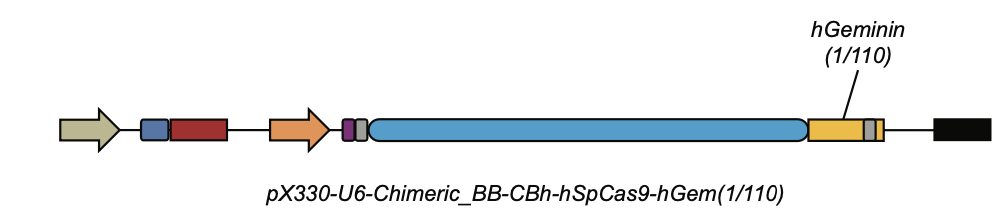 hGeminin
(1/110)
pX330-U6-Chimeric_BB-CBh-hSpCas9-hGem(1/110)